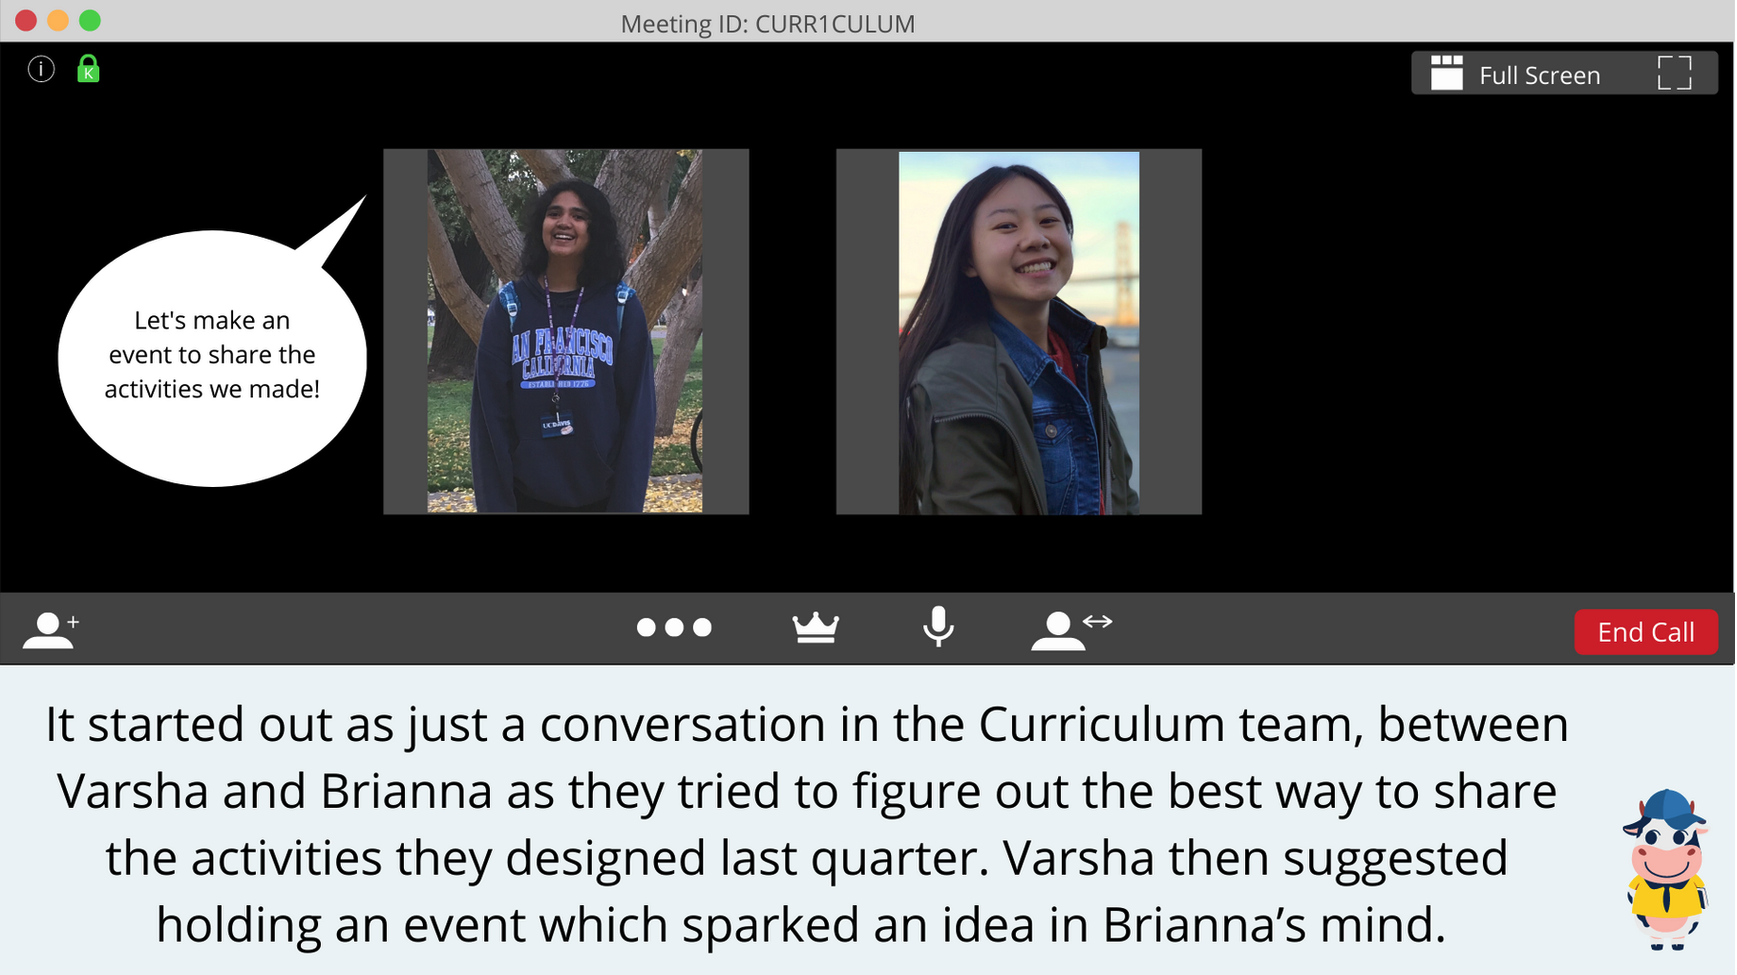 Meeting ID: CURR1CULUM
i
K
Full Screen
Let's make an
event to share the
activities we made!
AN FRANCISCO
CALIFORNIA
ESTABLISHED 1776
UC DAVIS
End Call
It started out as just a conversation in the Curriculum team, between
Varsha and Brianna as they tried to figure out the best way to share
the activities they designed last quarter. Varsha then suggested
holding an event which sparked an idea in Brianna’s mind.